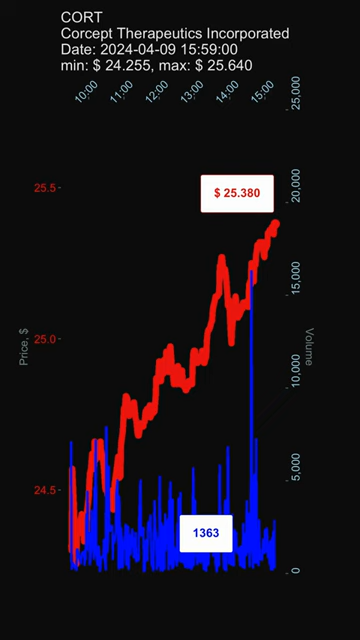 CORT
Corcept Therapeutics Incorporated
Date: 2024-04-09 15:59:00
min: $ 24.255, max: $ 25.640
10:00
11:00
12:00
13:00
14:00
15:00
25,000
20,000
15,000
10,000
5,000
0
Volume
25.5
25.0
24.5
Price, $
$ 25.380
1363